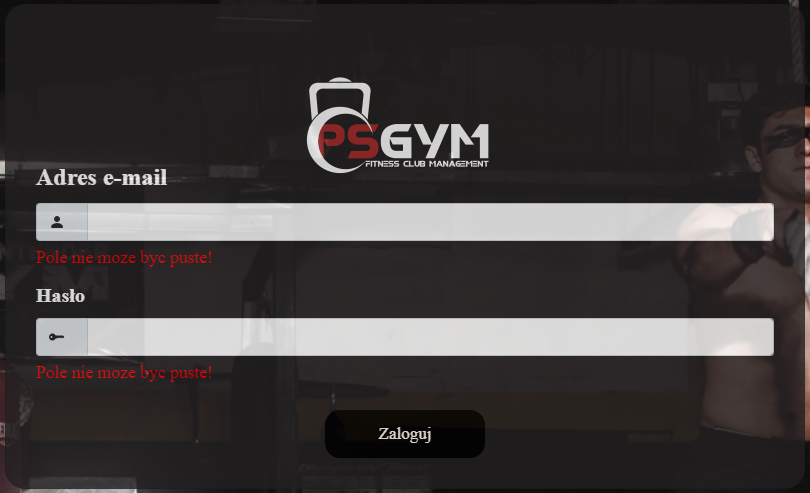 PSGYM
FITNESS CLUB MANAGEMENT
Adres e-mail
Pole nie moze byc puste!
Hasło
Pole nie moze byc puste!
Zaloguj